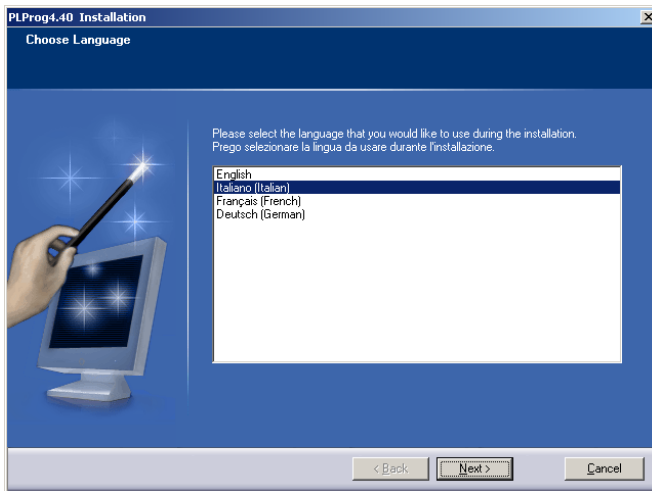 PLProg4.40 Installation
Choose Language
Please select the language that you would like to use during the installation.
Prego selezionare la lingua da usare durante l'installazione.
English
Italiano (Italian)
Français (French)
Deutsch (German)
< Back
Next >
Cancel